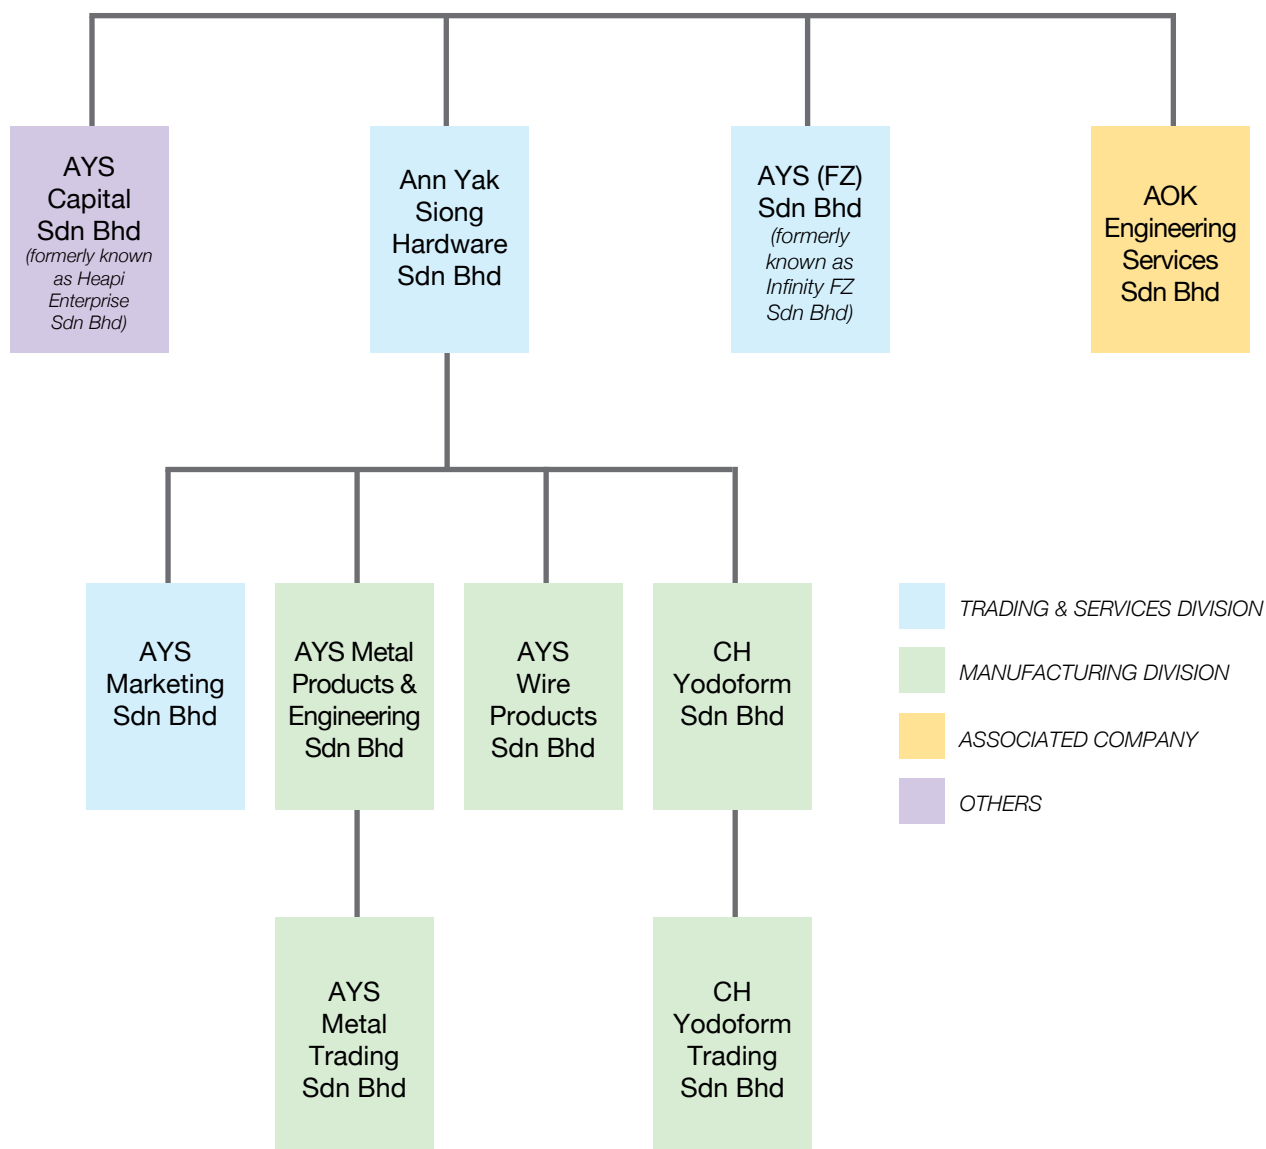 AYS
Capital
Sdn Bhd
(formerly known
as Heapi
Enterprise
Sdn Bhd)
Ann Yak
Siong
Hardware
Sdn Bhd
AYS (FZ)
Sdn Bhd
(formerly
known as
Infinity FZ
Sdn Bhd)
AOK
Engineering
Services
Sdn Bhd
AYS
Marketing
Sdn Bhd
AYS Metal
Products &
Engineering
Sdn Bhd
AYS
Wire
Products
Sdn Bhd
CH
Yodoform
Sdn Bhd
TRADING & SERVICES DIVISION
MANUFACTURING DIVISION
ASSOCIATED COMPANY
OTHERS
AYS
Metal
Trading
Sdn Bhd
CH
Yodoform
Trading
Sdn Bhd